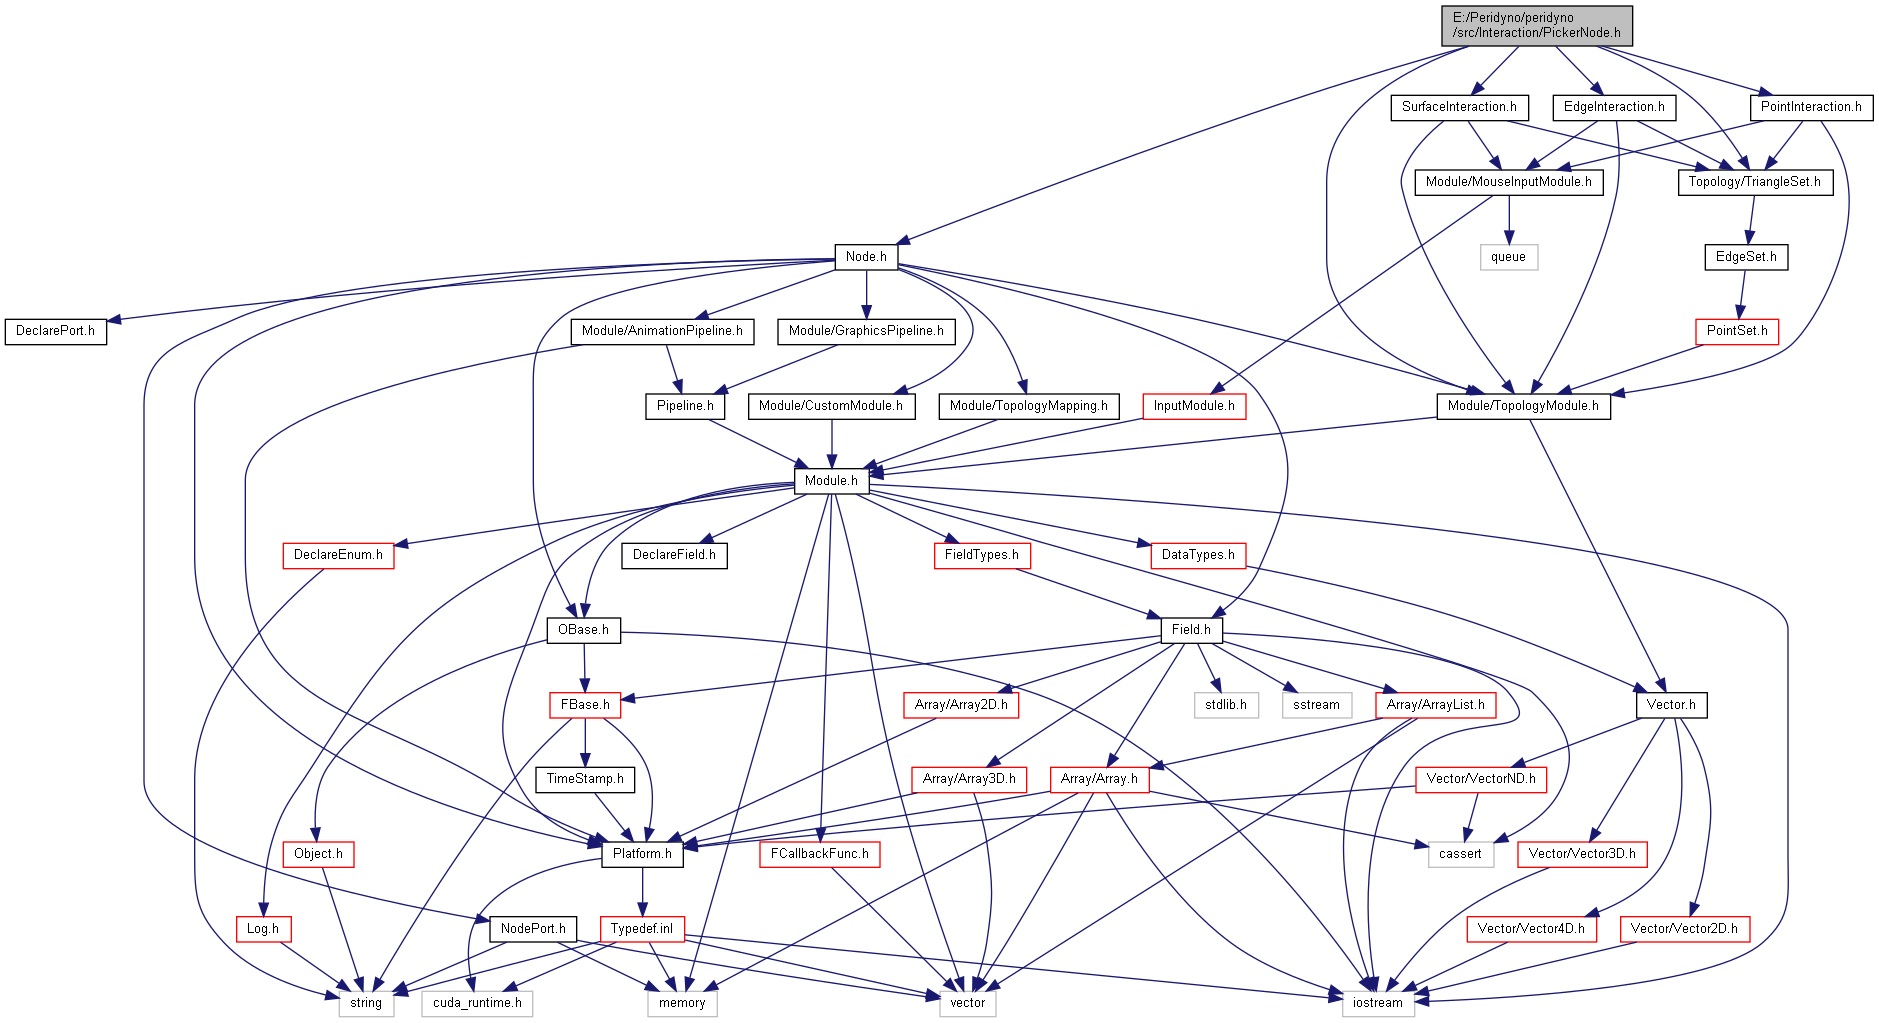 E:/Peridyno/peridyno
/src/Interaction/PickerNode.h
SurfaceInteraction.h
EdgeInteraction.h
PointInteraction.h
Module/MouseInputModule.h
Topology/TriangleSet.h
Node.h
queue
EdgeSet.h
DeclarePort.h
Module/AnimationPipeline.h
Module/GraphicsPipeline.h
PointSet.h
Pipeline.h
Module/CustomModule.h
Module/TopologyMapping.h
InputModule.h
Module/TopologyModule.h
Module.h
DeclareEnum.h
DeclareField.h
FieldTypes.h
DataTypes.h
OBase.h
Field.h
FBase.h
Array/Array2D.h
stdlib.h
sstream
Array/ArrayList.h
Vector.h
TimeStamp.h
Array/Array3D.h
Array/Array.h
Vector/VectorND.h
Object.h
Platform.h
FCallbackFunc.h
cassert
Vector/Vector3D.h
Log.h
NodePort.h
Typedef.inl
Vector/Vector4D.h
Vector/Vector2D.h
string
cuda_runtime.h
memory
vector
iostream